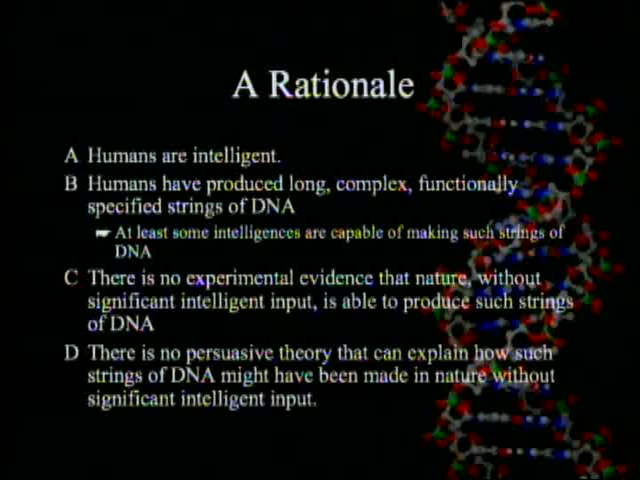 A Rationale
A Humans are intelligent.
B Humans have produced long, complex, functionally
specified strings of DNA
☛ At least some intelligences are capable of making such strings of
DNA
C There is no experimental evidence that nature, without
significant intelligent input, is able to produce such strings
of DNA
D There is no persuasive theory that can explain how such
strings of DNA might have been made in nature without
significant intelligent input.